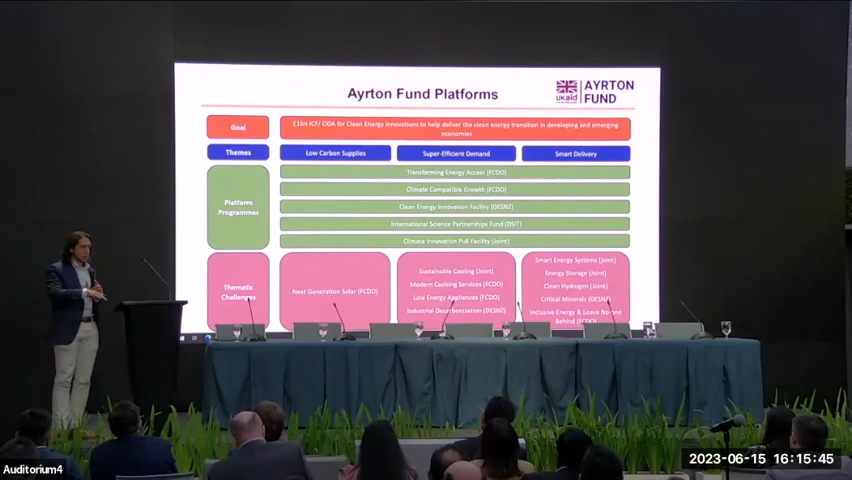 Ayrton Fund Platforms
ukaid
AYRTON
FUND
Goal
£1bn ICF/ ODA for Clean Energy Innovations to help deliver the clean energy transition in developing and emerging
economies
Themes
Low Carbon Supplies
Super-Efficient Demand
Smart Delivery
Platform
Programmes
Transforming Energy Access (FCDO)
Climate Compatible Growth (FCDO)
Clean Energy Innovation Facility (DESNZ)
International Science Partnerships Fund (DSIT)
Climate Innovation Pull Facility (Joint)
Thematic
Challenges
Next Generation Solar (FCDO)
Sustainable Cooling (Joint)
Modern Cooking Services (FCDO)
Low Energy Appliances (FCDO)
Industrial Decarbonisation (DESNZ)
Smart Energy Systems (Joint)
Energy Storage (Joint)
Clean Hydrogen (Joint)
Critical Minerals (DESNZ)
Inclusive Energy & Leave No-one
Behind (FCDO)
Auditorium4
2023-06-15 16:15:45